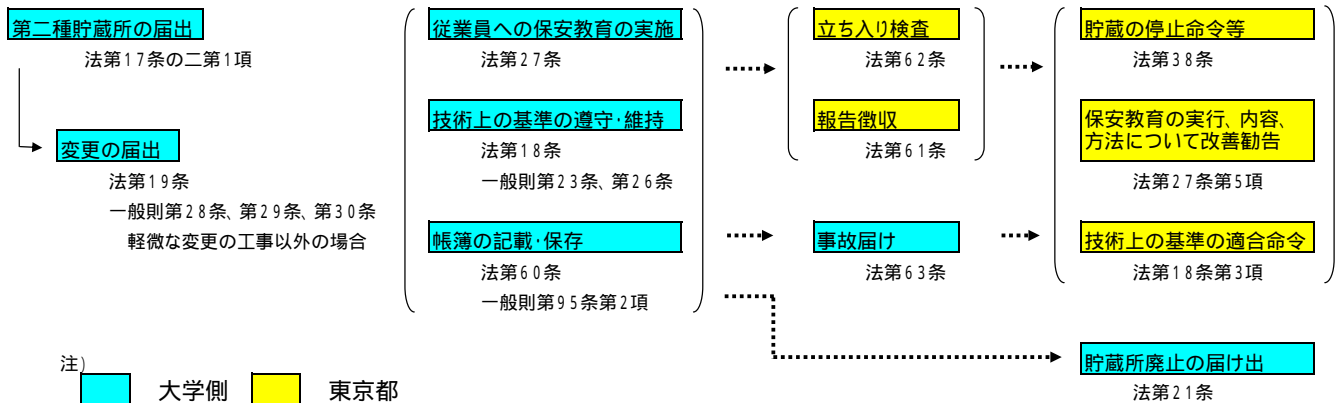 第二種貯蔵所の届出
法第17条の二第1項
変更の届出
法第19条
一般則第28条、第29条、第30条
軽微な変更の工事以外の場合
従業員への保安教育の実施
法第27条
技術上の基準の遵守･維持
法第18条
一般則第23条、第26条
帳簿の記載･保存
法第60条
一般則第95条第2項
立ち入り検査
法第62条
報告徴収
法第61条
事故届け
法第63条
貯蔵の停止命令等
法第38条
保安教育の実行、内容、
方法について改善勧告
法第27条第5項
技術上の基準の適合命令
法第18条第3項
貯蔵所廃止の届け出
法第21条
注)
大学側 東京都